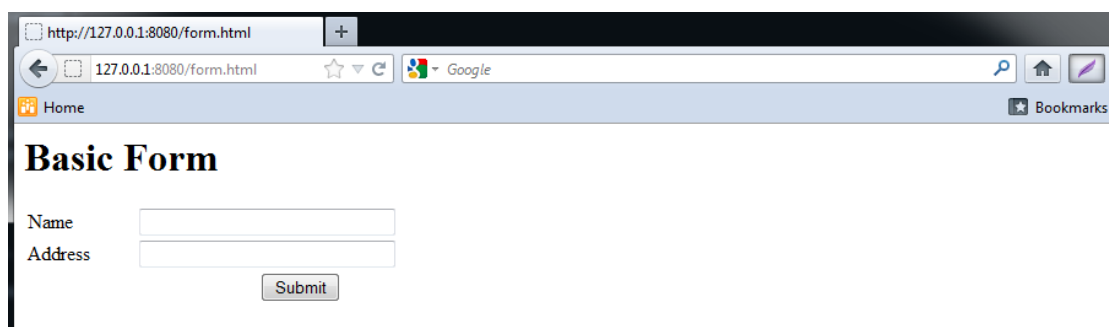 http://127.0.0.1:8080/form.html +
127.0.0.1:8080/form.html Google
Home Bookmarks
Basic Form
Name
Address
Submit